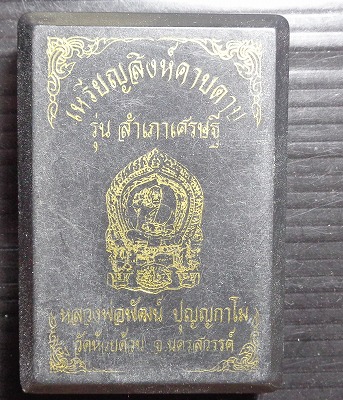 เหรียญสิงห์คาบดาบ
รุ่น สำเภาเศรษฐี
หลวงพ่อพัฒน์ ปุญญกาโม
วัดห้วยด้วน จ.นครสวรรค์